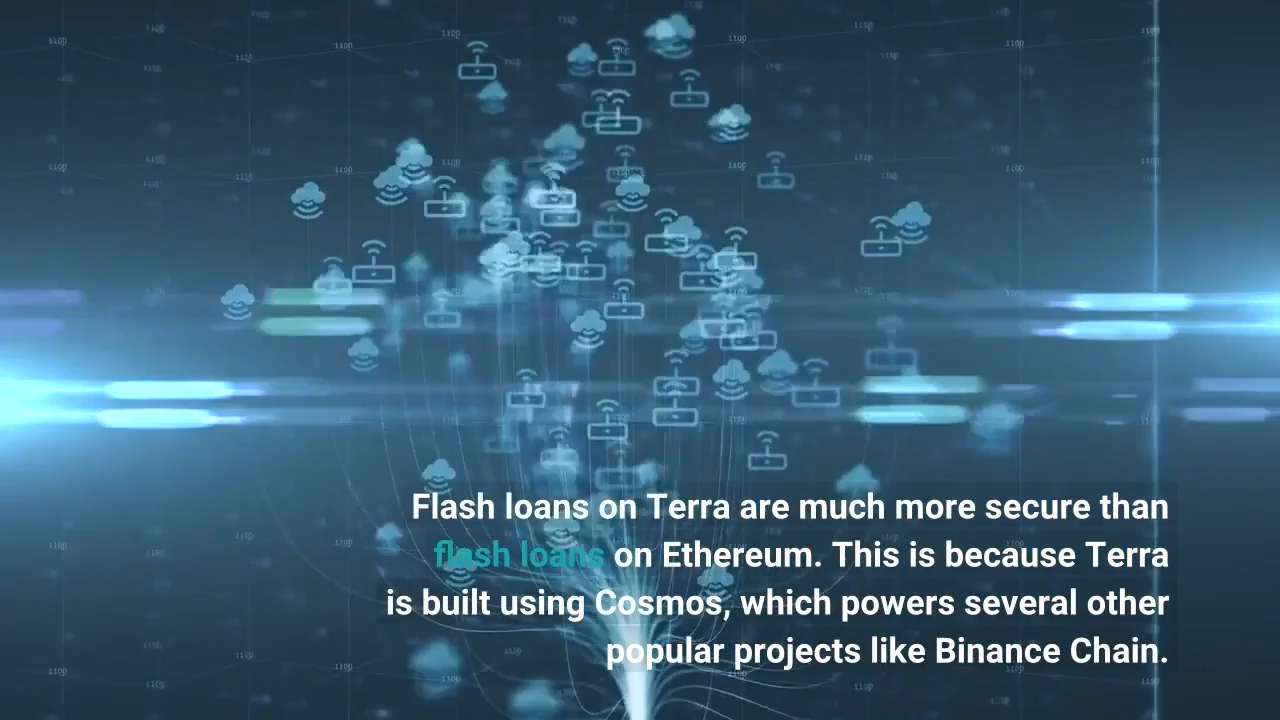 Flash loans on Terra are much more secure than
flash loans on Ethereum. This is because Terra
is built using Cosmos, which powers several other
popular projects like Binance Chain.